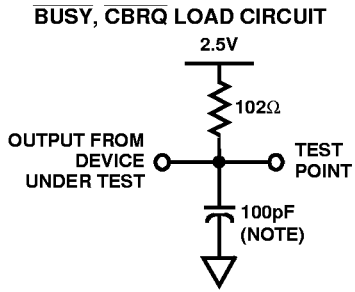 BUSY, CBRQ LOAD CIRCUIT
2.5V
102Ω
OUTPUT FROM
DEVICE
UNDER TEST
TEST
POINT
100pF
(NOTE)